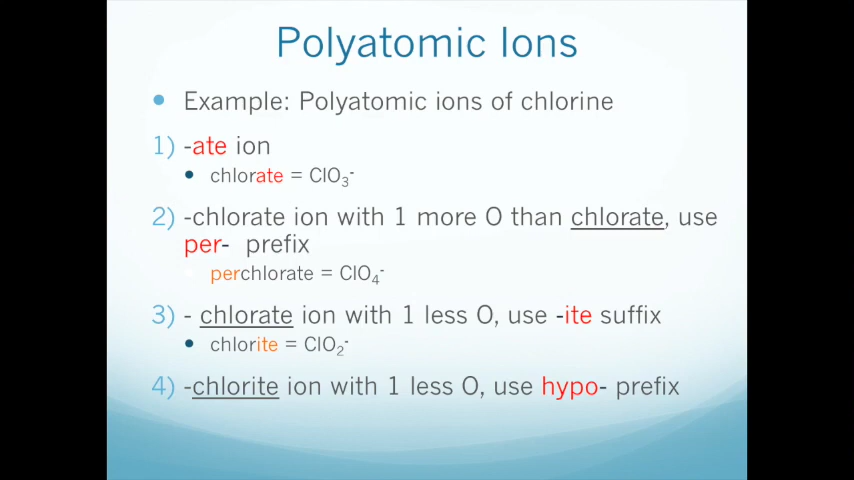 Polyatomic Ions
• Example: Polyatomic ions of chlorine
1) -ate ion
• chlorate = ClO₃⁻
2) -chlorate ion with 1 more O than chlorate, use
per- prefix
perchlorate = ClO₄⁻
3) - chlorate ion with 1 less O, use -ite suffix
• chlorite = ClO₂⁻
4) -chlorite ion with 1 less O, use hypo- prefix